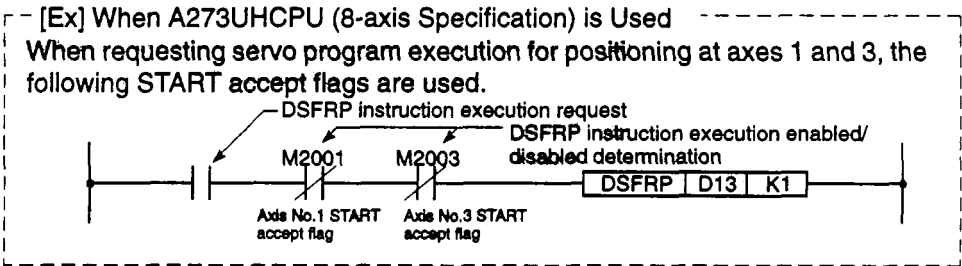 [Ex] When A273UHCPU (8-axis Specification) is Used
When requesting servo program execution for positioning at axes 1 and 3, the
following START accept flags are used.
DSFRP instruction execution request
DSFRP instruction execution enabled/
disabled determination
M2001 M2003
DSFRP D13 K1
Axis No.1 START
accept flag
Axis No.3 START
accept flag